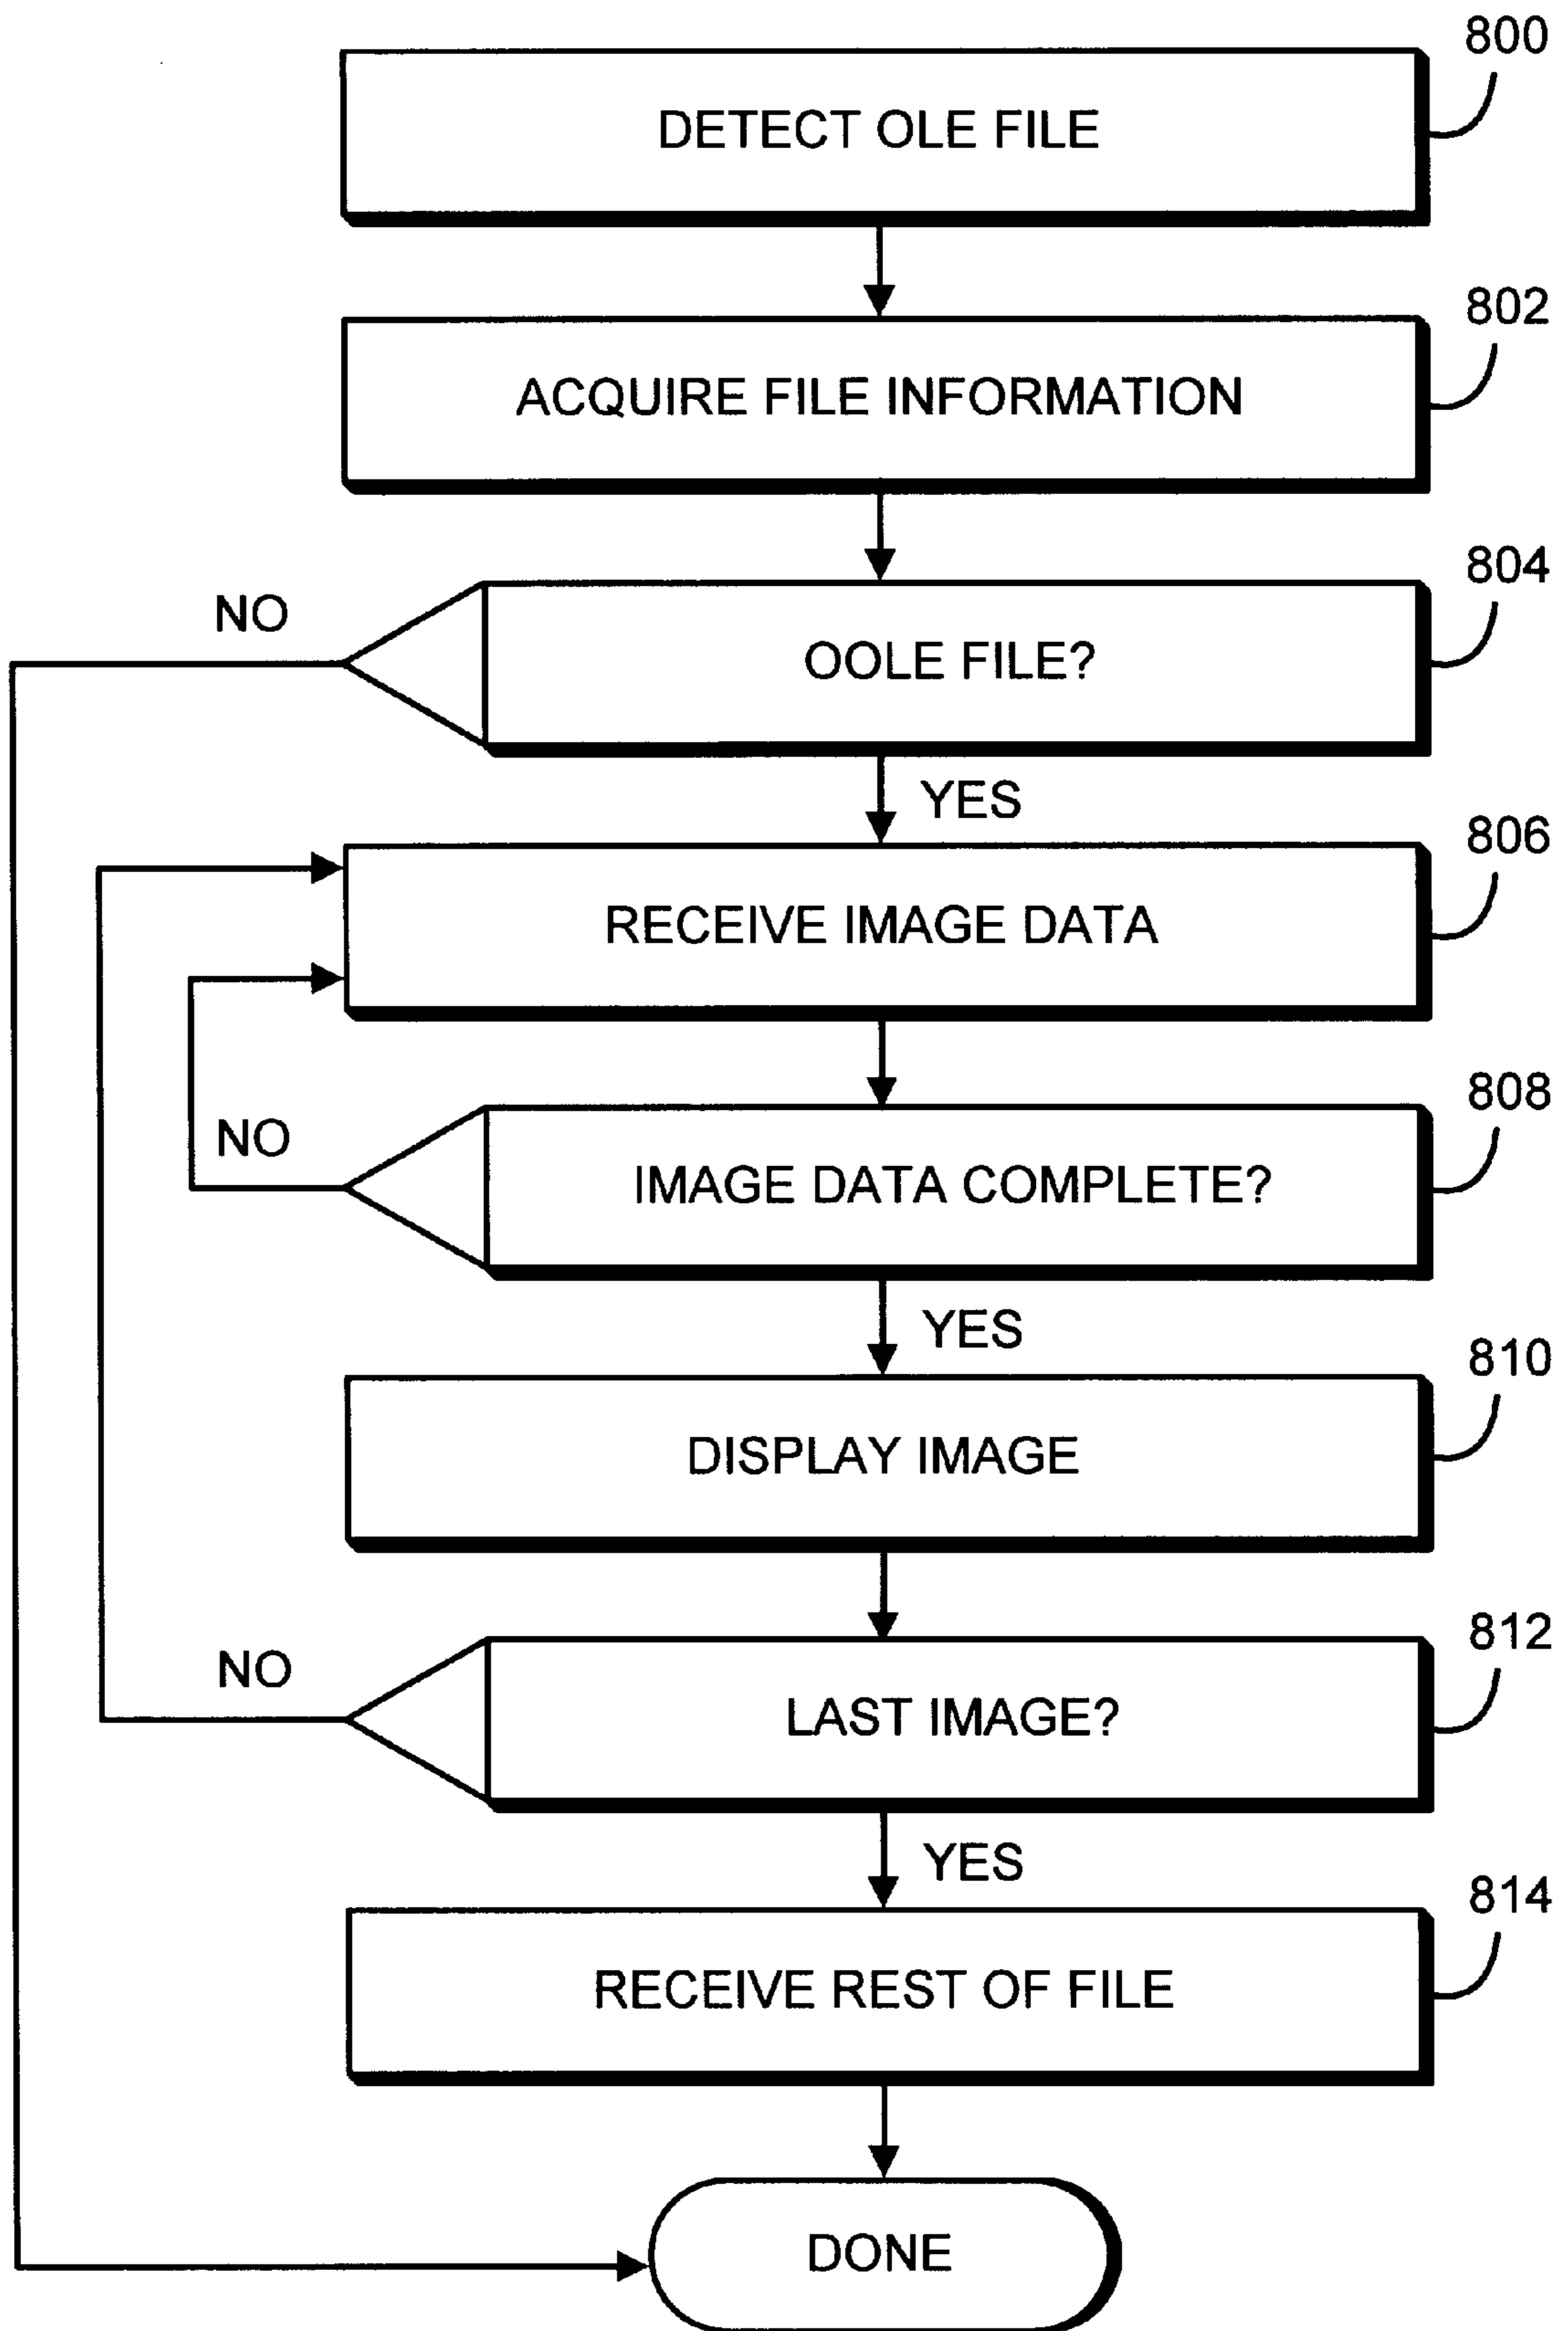 800
DETECT OLE FILE
802
ACQUIRE FILE INFORMATION
804
NO
OOLE FILE?
YES
806
RECEIVE IMAGE DATA
808
NO
IMAGE DATA COMPLETE?
YES
810
DISPLAY IMAGE
812
NO
LAST IMAGE?
YES
814
RECEIVE REST OF FILE
DONE